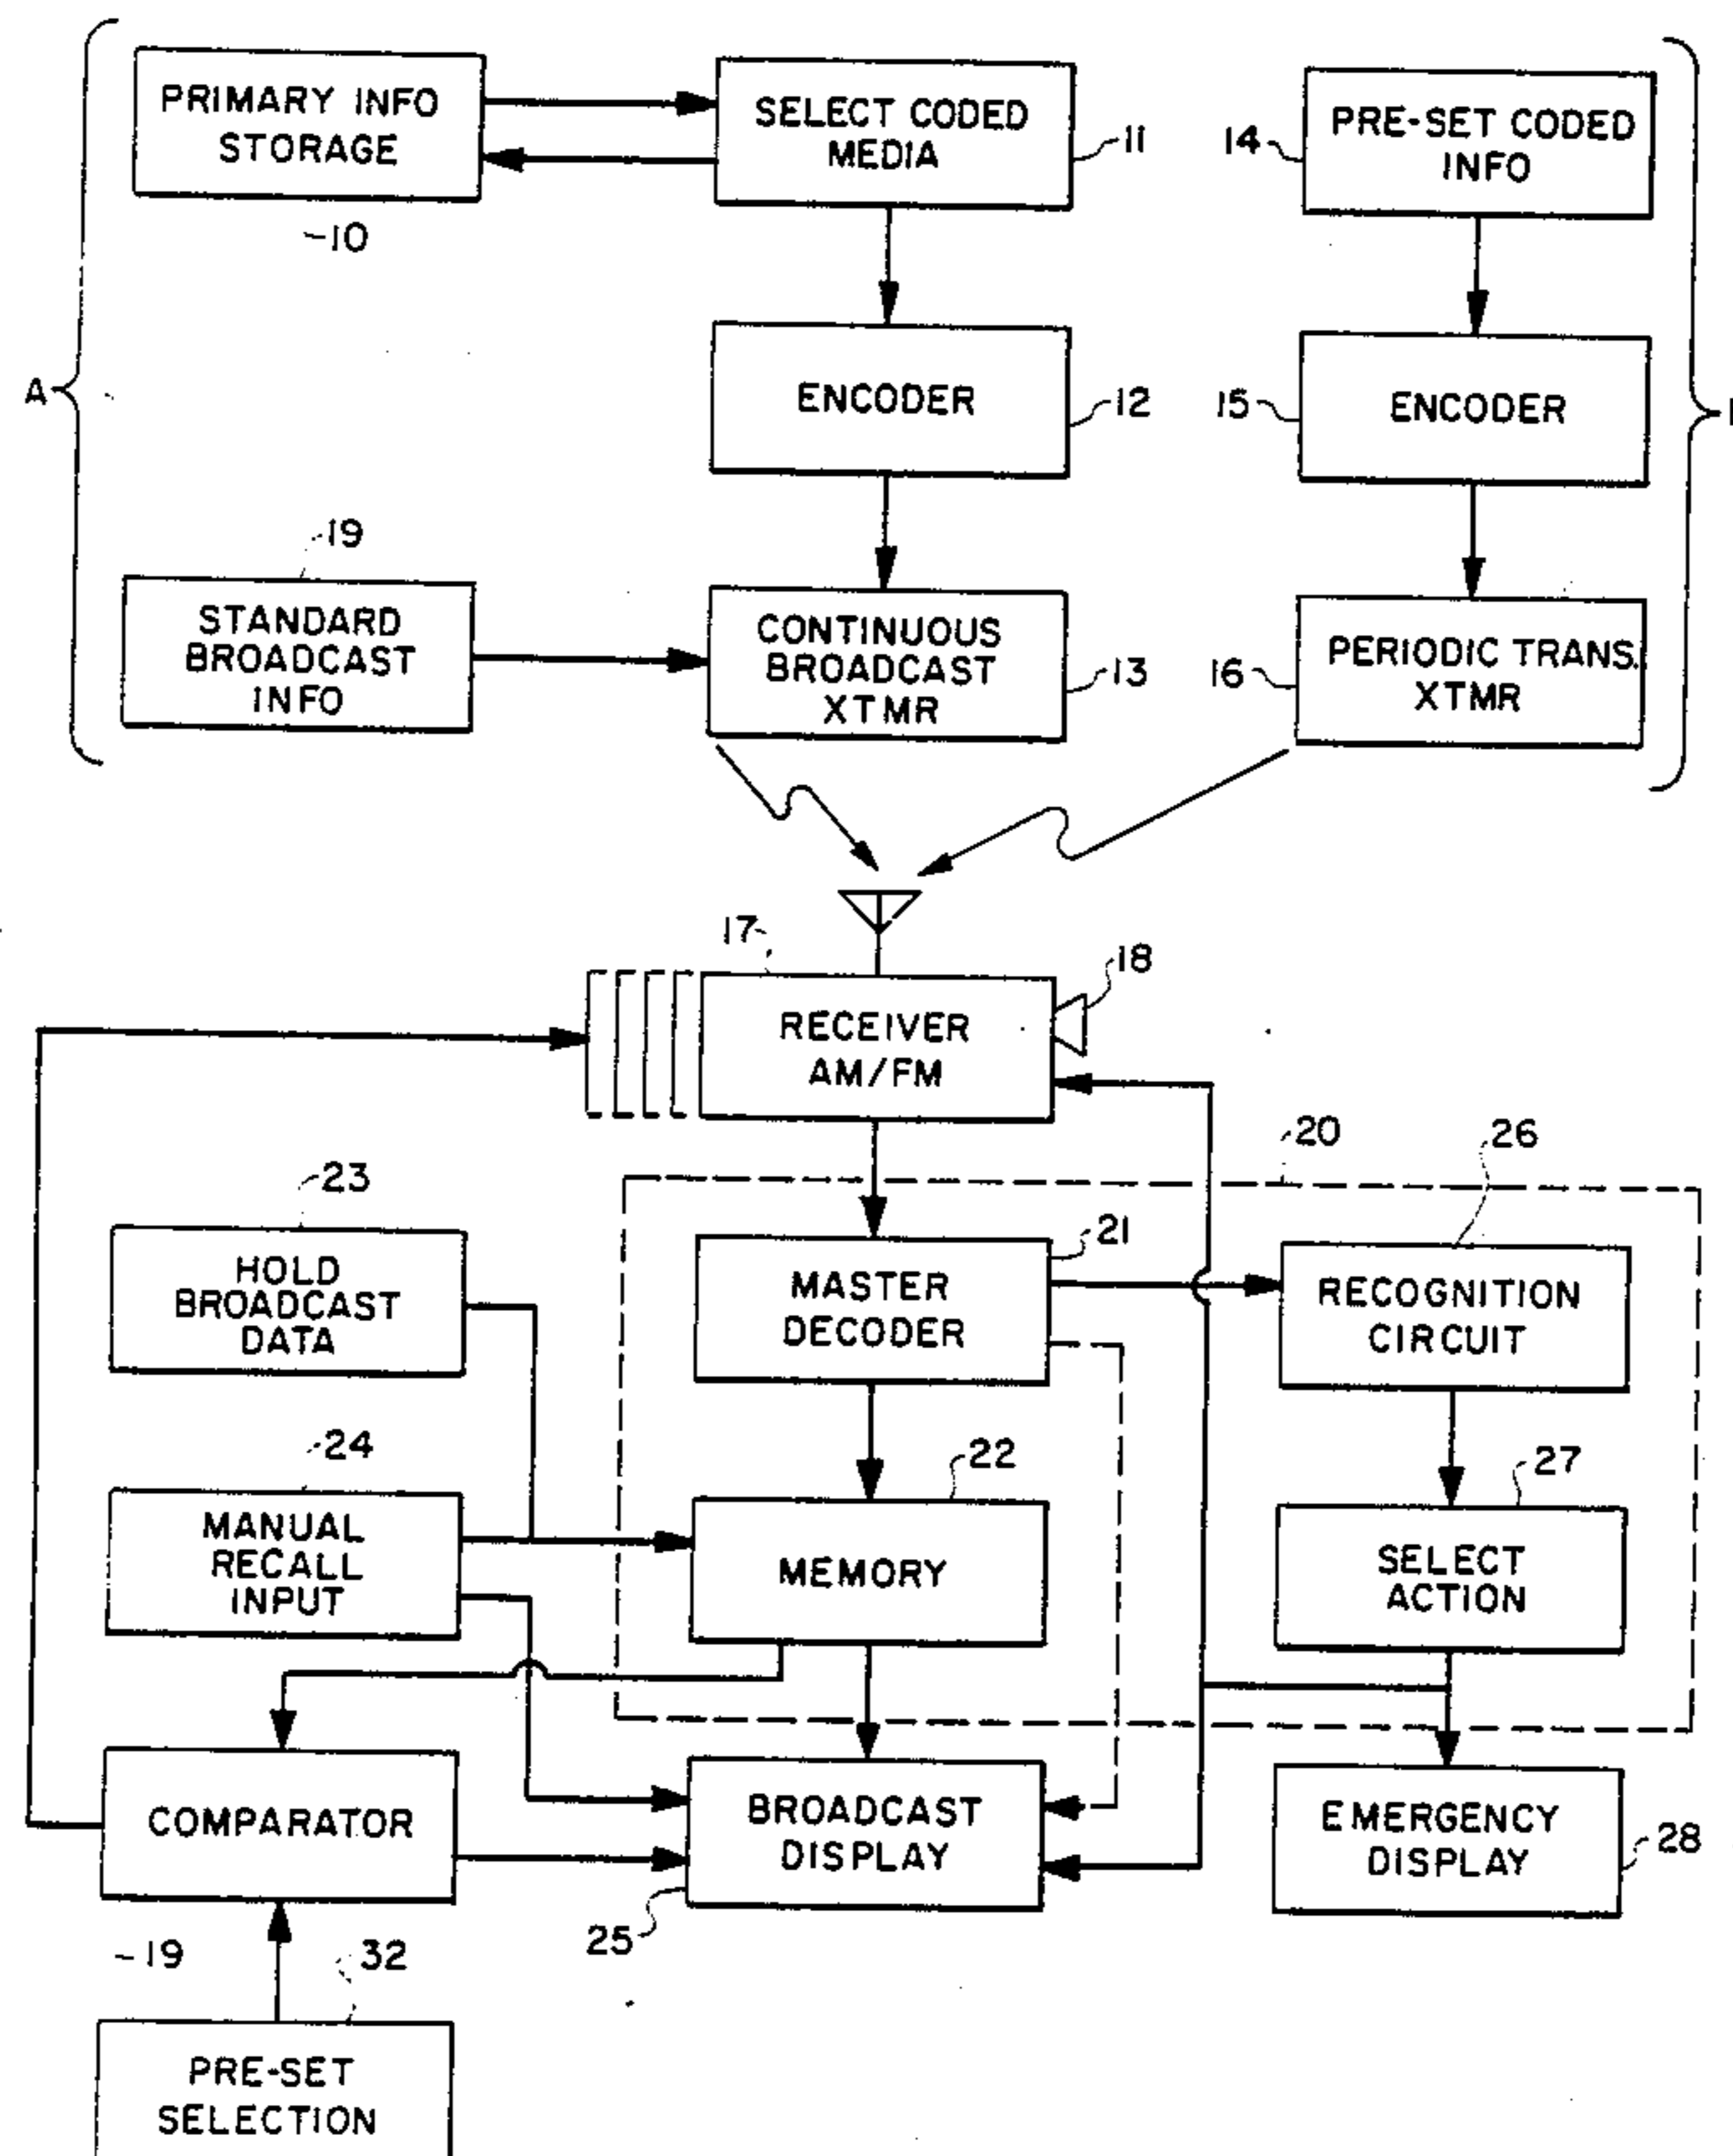 PRIMARY INFO
STORAGE
10
SELECT CODED
MEDIA
11
14
PRE-SET CODED
INFO
A
ENCODER
12
15
ENCODER
19
STANDARD
BROADCAST
INFO
CONTINUOUS
BROADCAST
XTMR
13
16
PERIODIC TRANS.
XTMR
17
18
RECEIVER
AM/FM
20
26
23
HOLD
BROADCAST
DATA
21
MASTER
DECODER
RECOGNITION
CIRCUIT
24
MANUAL
RECALL
INPUT
22
MEMORY
27
SELECT
ACTION
COMPARATOR
BROADCAST
DISPLAY
25
EMERGENCY
DISPLAY
28
19
32
PRE-SET
SELECTION